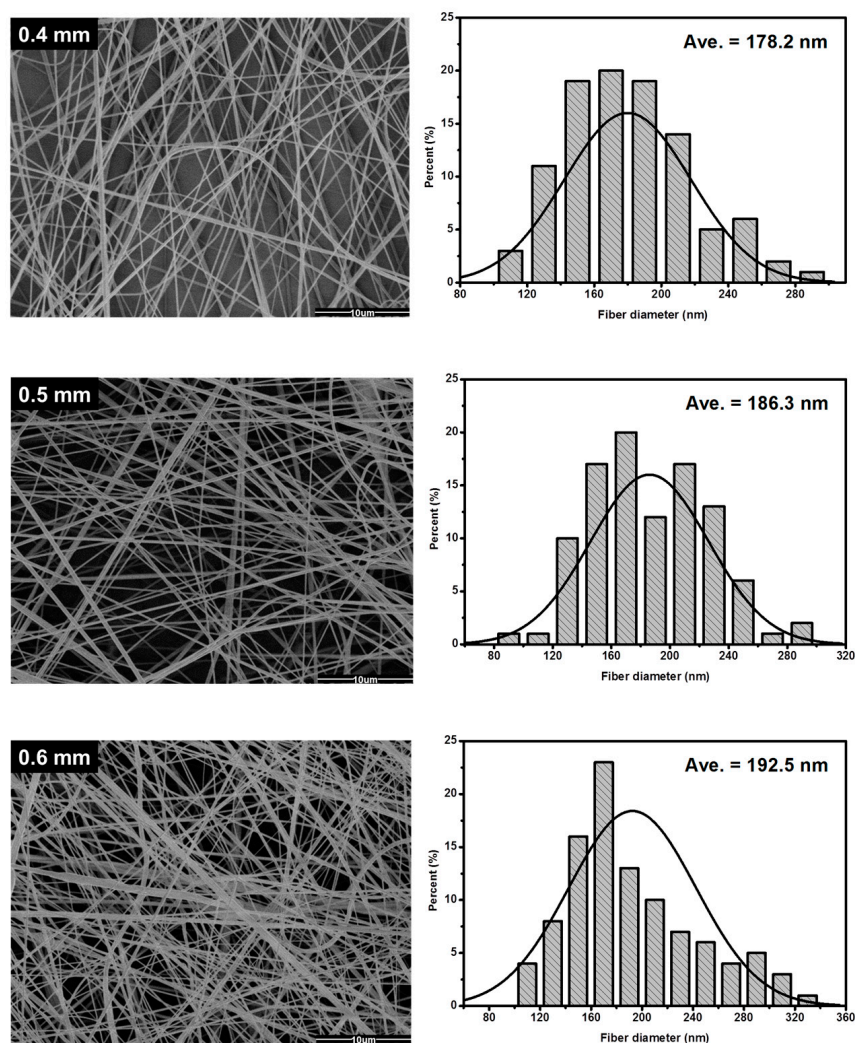 0.4 mm
10um
Ave. = 178.2 nm
25
20
15
10
5
0
Percent (%)
80 120 160 200 240 280
Fiber diameter (nm)
0.5 mm
10um
Ave. = 186.3 nm
25
20
15
10
5
0
Percent (%)
80 120 160 200 240 280 320
Fiber diameter (nm)
0.6 mm
10um
Ave. = 192.5 nm
25
20
15
10
5
0
Percent (%)
80 120 160 200 240 280 320 360
Fiber diameter (nm)